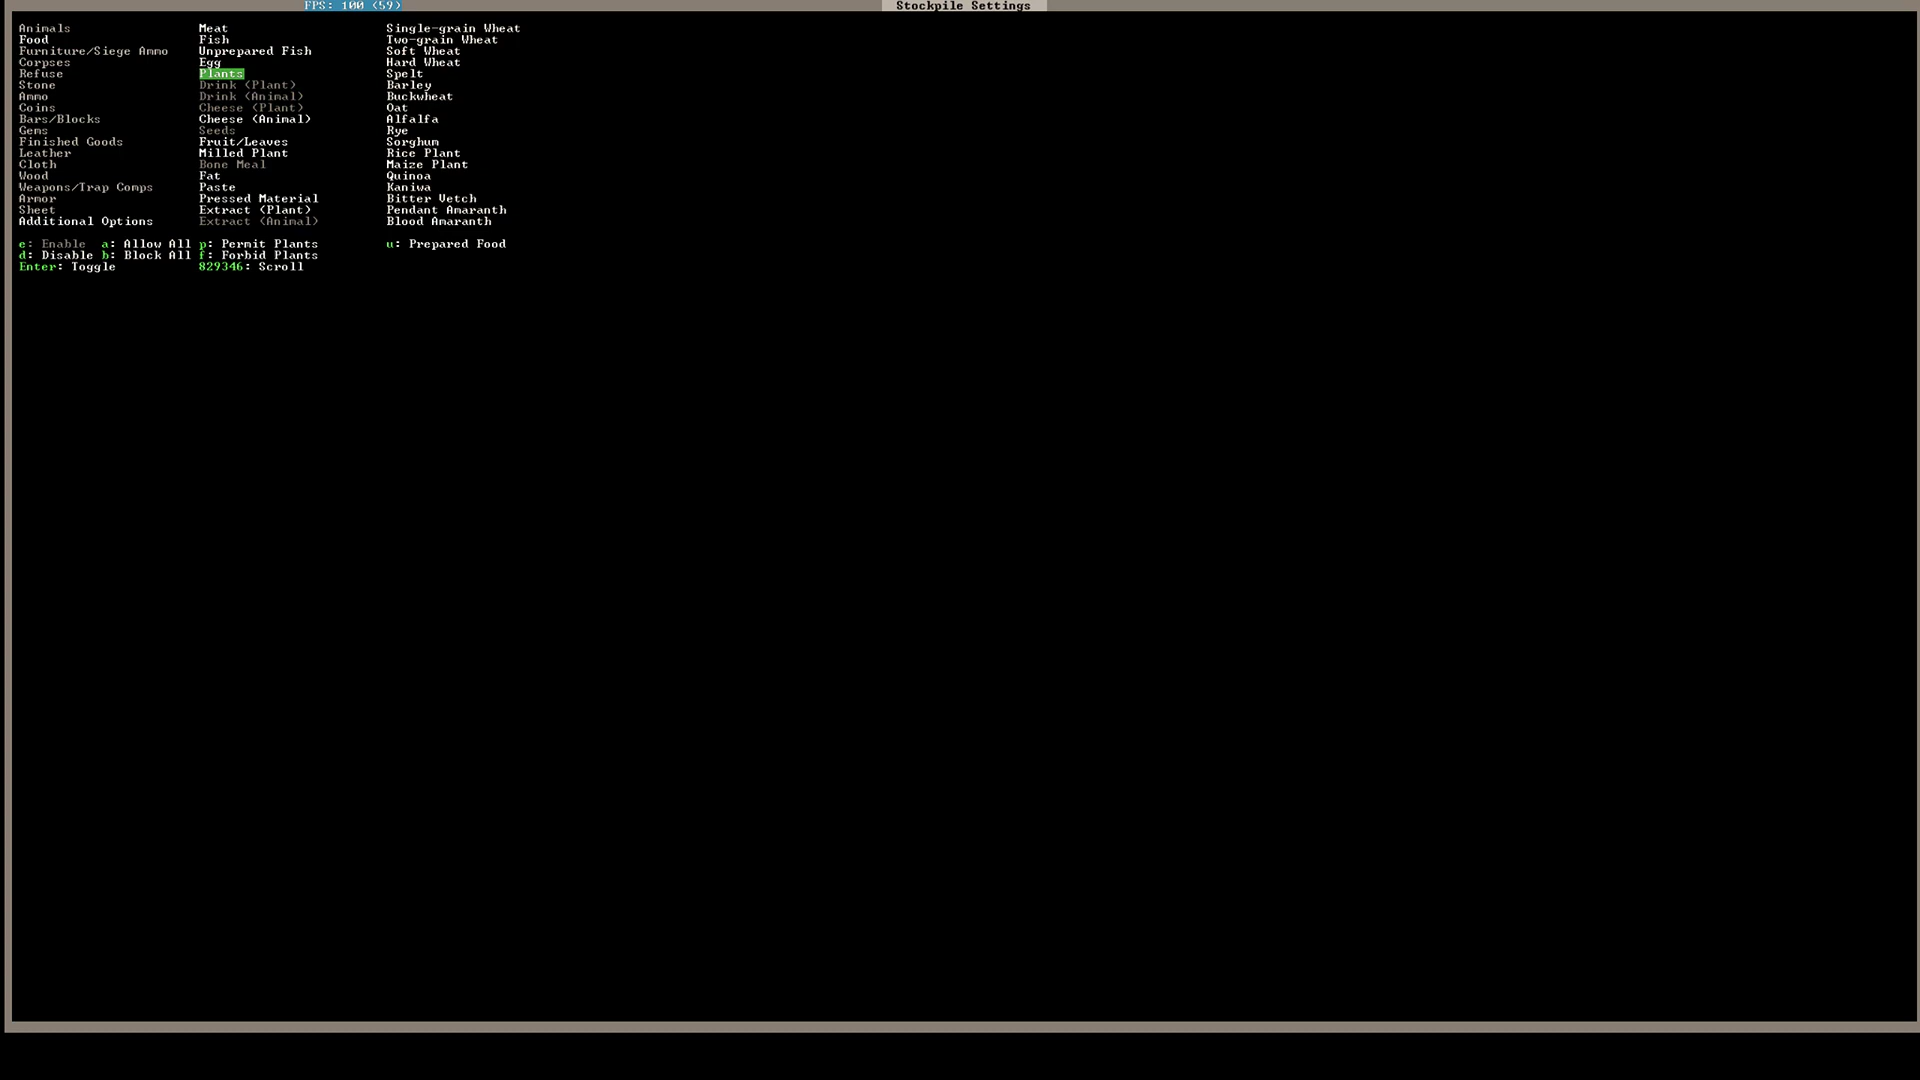 FPS: 100 (59) Stockpile Settings
Animals Meat Single-grain Wheat
Food Fish Two-grain Wheat
Furniture/Siege Ammo Unprepared Fish Soft Wheat
Corpses Egg Hard Wheat
Refuse Plants Spelt
Stone Drink (Plant) Barley
Ammo Drink (Animal) Buckwheat
Coins Cheese (Plant) Oat
Bars/Blocks Cheese (Animal) Alfalfa
Gems Seeds Rye
Finished Goods Fruit/Leaves Sorghum
Leather Milled Plant Rice Plant
Cloth Bone Meal Maize Plant
Wood Fat Quinoa
Weapons/Trap Comps Paste Kaniwa
Armor Pressed Material Bitter Vetch
Sheet Extract (Plant) Pendant Amaranth
Additional Options Extract (Animal) Blood Amaranth
e: Enable a: Allow All p: Permit Plants u: Prepared Food
d: Disable b: Block All f: Forbid Plants
Enter: Toggle 829346: Scroll